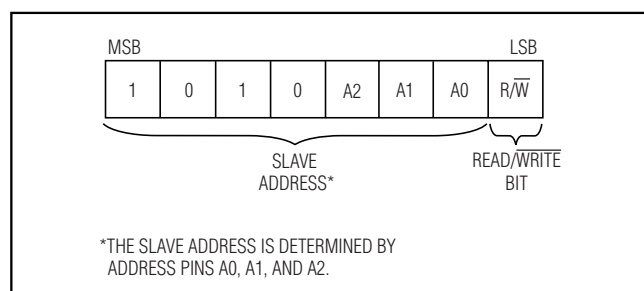 MSB LSB
1 0 1 0 A2 A1 A0 R/W̅
SLAVE
ADDRESS*
READ/W̅R̅I̅T̅E̅
BIT
*THE SLAVE ADDRESS IS DETERMINED BY
ADDRESS PINS A0, A1, AND A2.